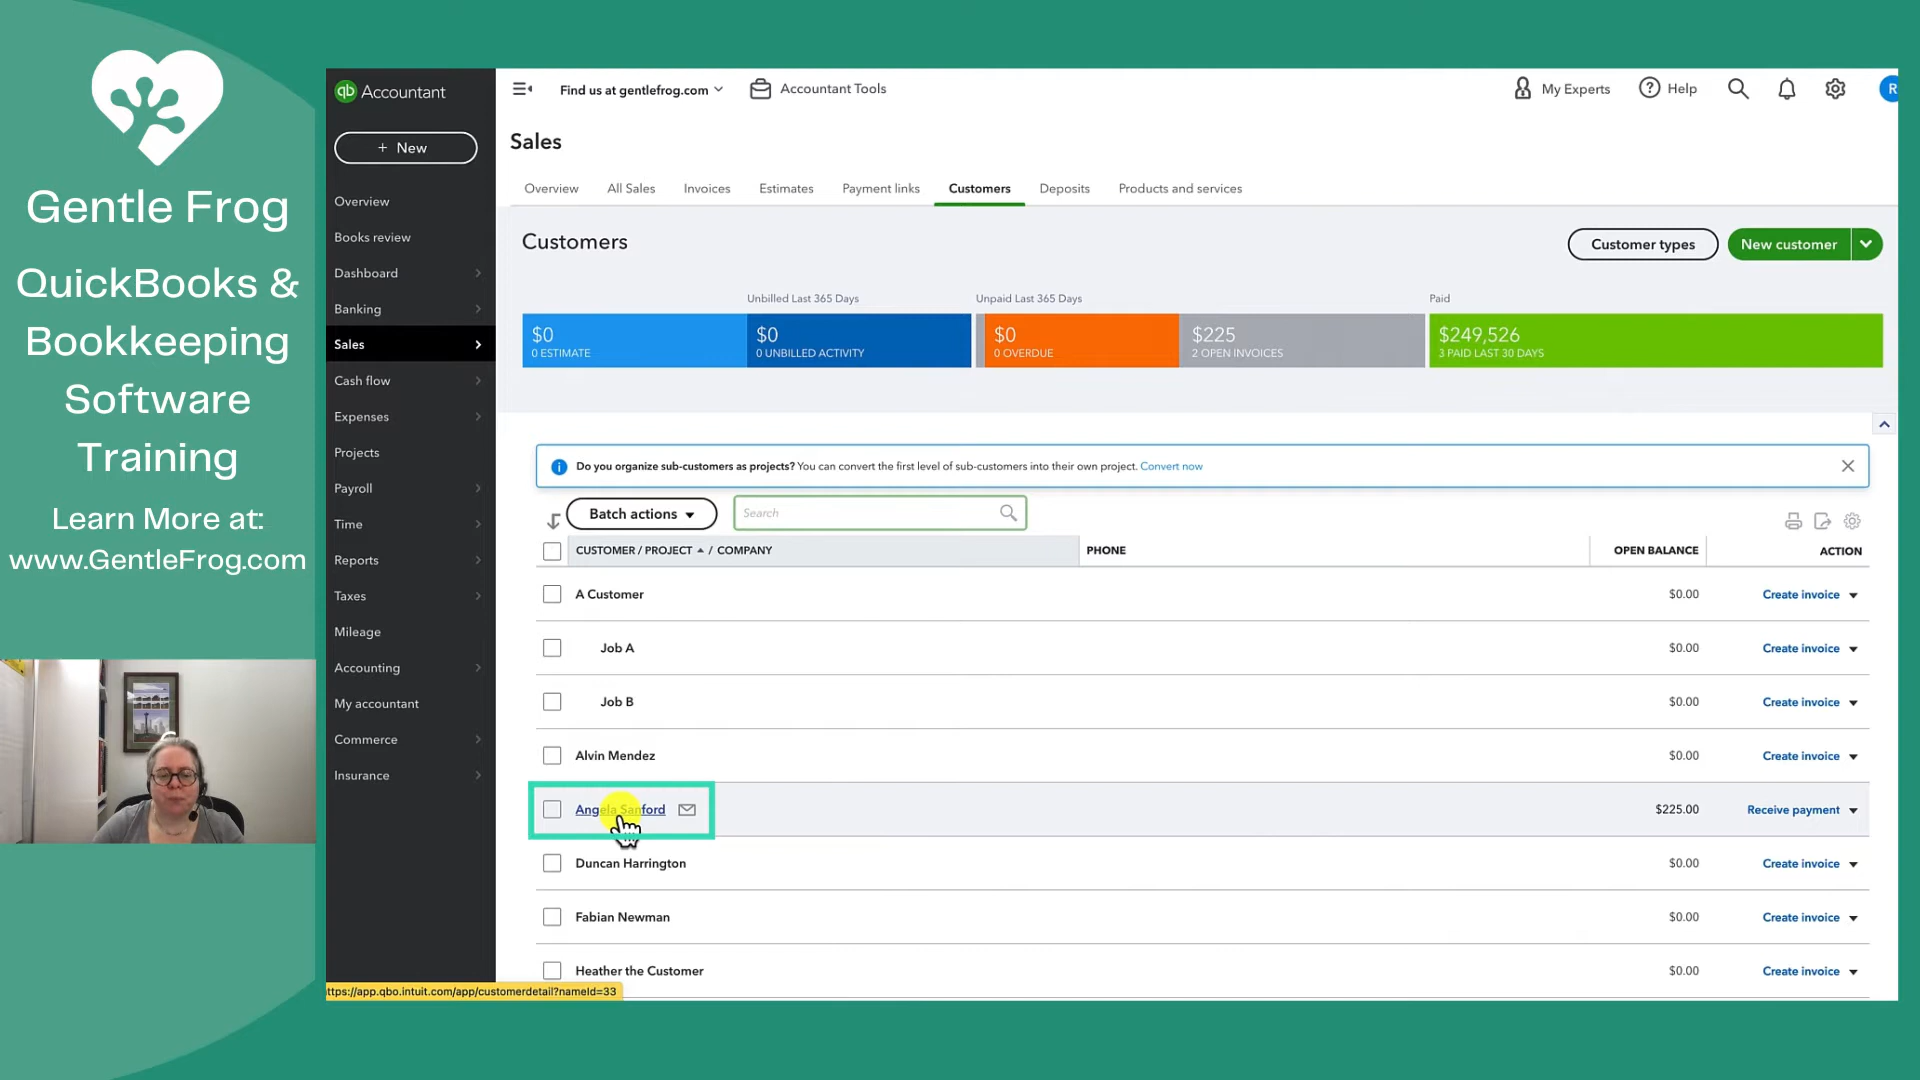 Gentle Frog
QuickBooks &
Bookkeeping
Software
Training
Learn More at:
www.GentleFrog.com
qb Accountant
+ New
Overview
Books review
Dashboard
Banking
Sales
Cash flow
Expenses
Projects
Payroll
Time
Reports
Taxes
Mileage
Accounting
My accountant
Commerce
Insurance
Find us at gentlefrog.com
Accountant Tools
My Experts
Help
R
Sales
Overview All Sales Invoices Estimates Payment links Customers Deposits Products and services
Customers
Customer types
New customer
Unbilled Last 365 Days
Unpaid Last 365 Days
Paid
$0
0 ESTIMATE
$0
0 UNBILLED ACTIVITY
$0
0 OVERDUE
$225
2 OPEN INVOICES
$249,526
3 PAID LAST 30 DAYS
Do you organize sub-customers as projects? You can convert the first level of sub-customers into their own project. Convert now
Batch actions
Search
CUSTOMER / PROJECT / COMPANY PHONE OPEN BALANCE ACTION
A Customer $0.00 Create invoice
Job A $0.00 Create invoice
Job B $0.00 Create invoice
Alvin Mendez $0.00 Create invoice
Angela Sanford $225.00 Receive payment
Duncan Harrington $0.00 Create invoice
Fabian Newman $0.00 Create invoice
Heather the Customer $0.00 Create invoice
ttps://app.qbo.intuit.com/app/customerdetail?nameId=33